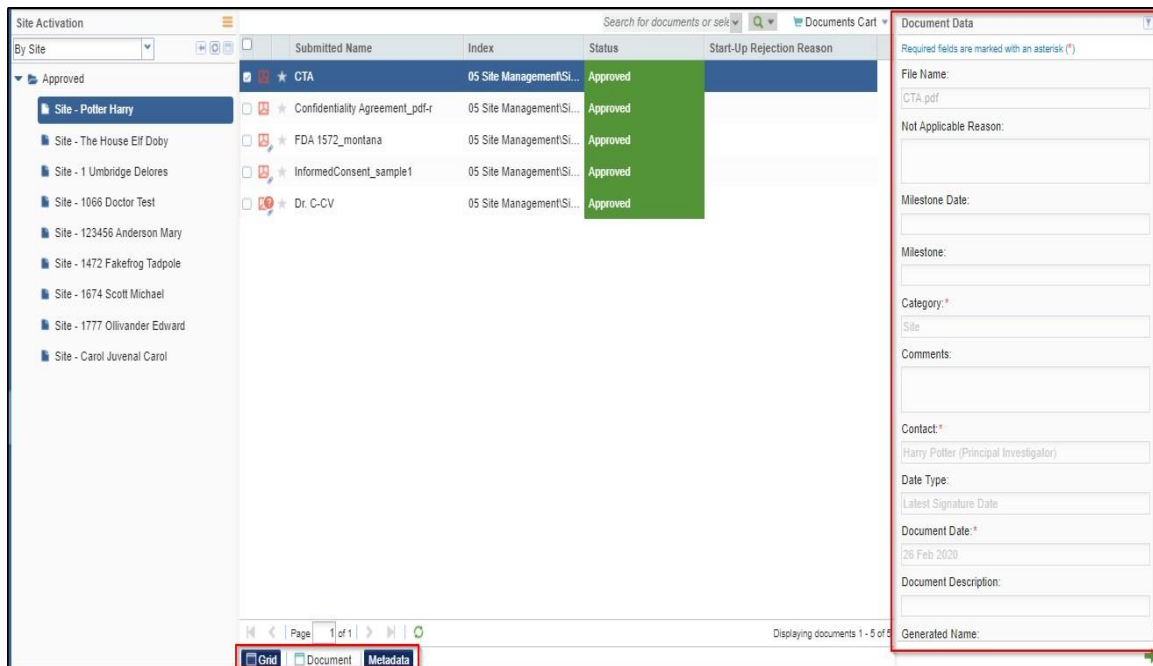 Site Activation
By Site
Approved
Site - Potter Harry
Site - The House Elf Doby
Site - 1 Umbridge Delores
Site - 1066 Doctor Test
Site - 123456 Anderson Mary
Site - 1472 Fakefrog Tadpole
Site - 1674 Scott Michael
Site - 1777 Ollivander Edward
Site - Carol Juvenal Carol
Search for documents or sele
Documents Cart
Submitted Name Index Status Start-Up Rejection Reason
CTA 05 Site Management\Si... Approved
Confidentiality Agreement_pdf-r 05 Site Management\Si... Approved
FDA 1572_montana 05 Site Management\Si... Approved
InformedConsent_sample1 05 Site Management\Si... Approved
Dr. C-CV 05 Site Management\Si... Approved
Page 1 of 1
Displaying documents 1 - 5 of 5
Grid Document Metadata
Document Data
Required fields are marked with an asterisk (*)
File Name:
CTA.pdf
Not Applicable Reason:
Milestone Date:
Milestone:
Category:*
Site
Comments:
Contact:*
Harry Potter (Principal Investigator)
Date Type:
Latest Signature Date
Document Date:*
26 Feb 2020
Document Description:
Generated Name: